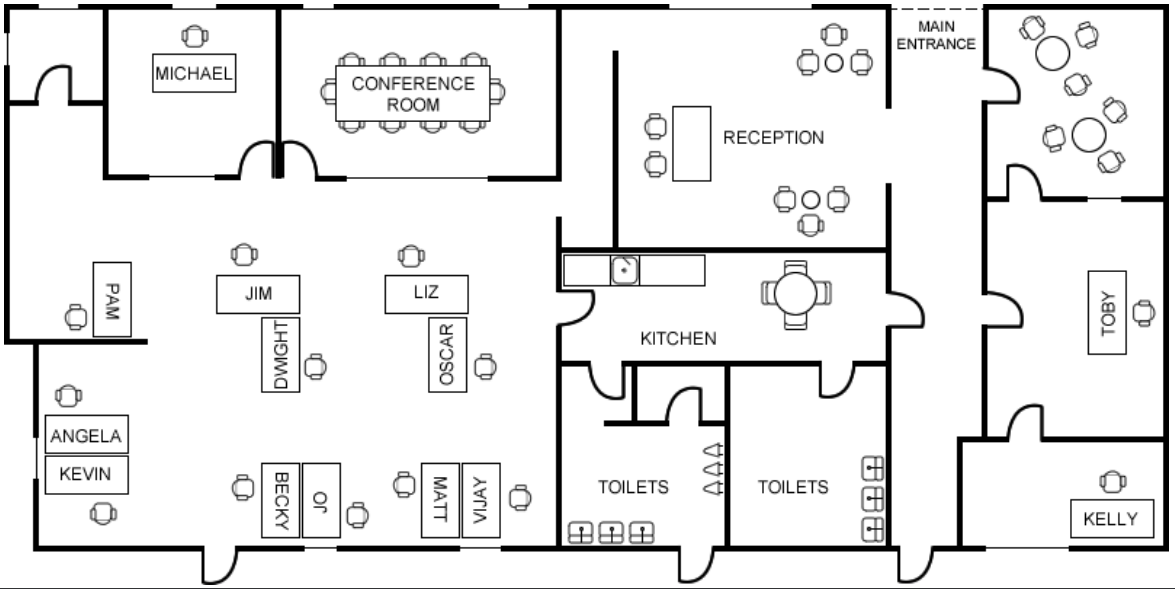 MAIN
ENTRANCE
MICHAEL
CONFERENCE
ROOM
RECEPTION
PAM
JIM
LIZ
TOBY
KITCHEN
DWIGHT
OSCAR
ANGELA
KEVIN
BECKY
JO
MATT
VIJAY
TOILETS
TOILETS
KELLY